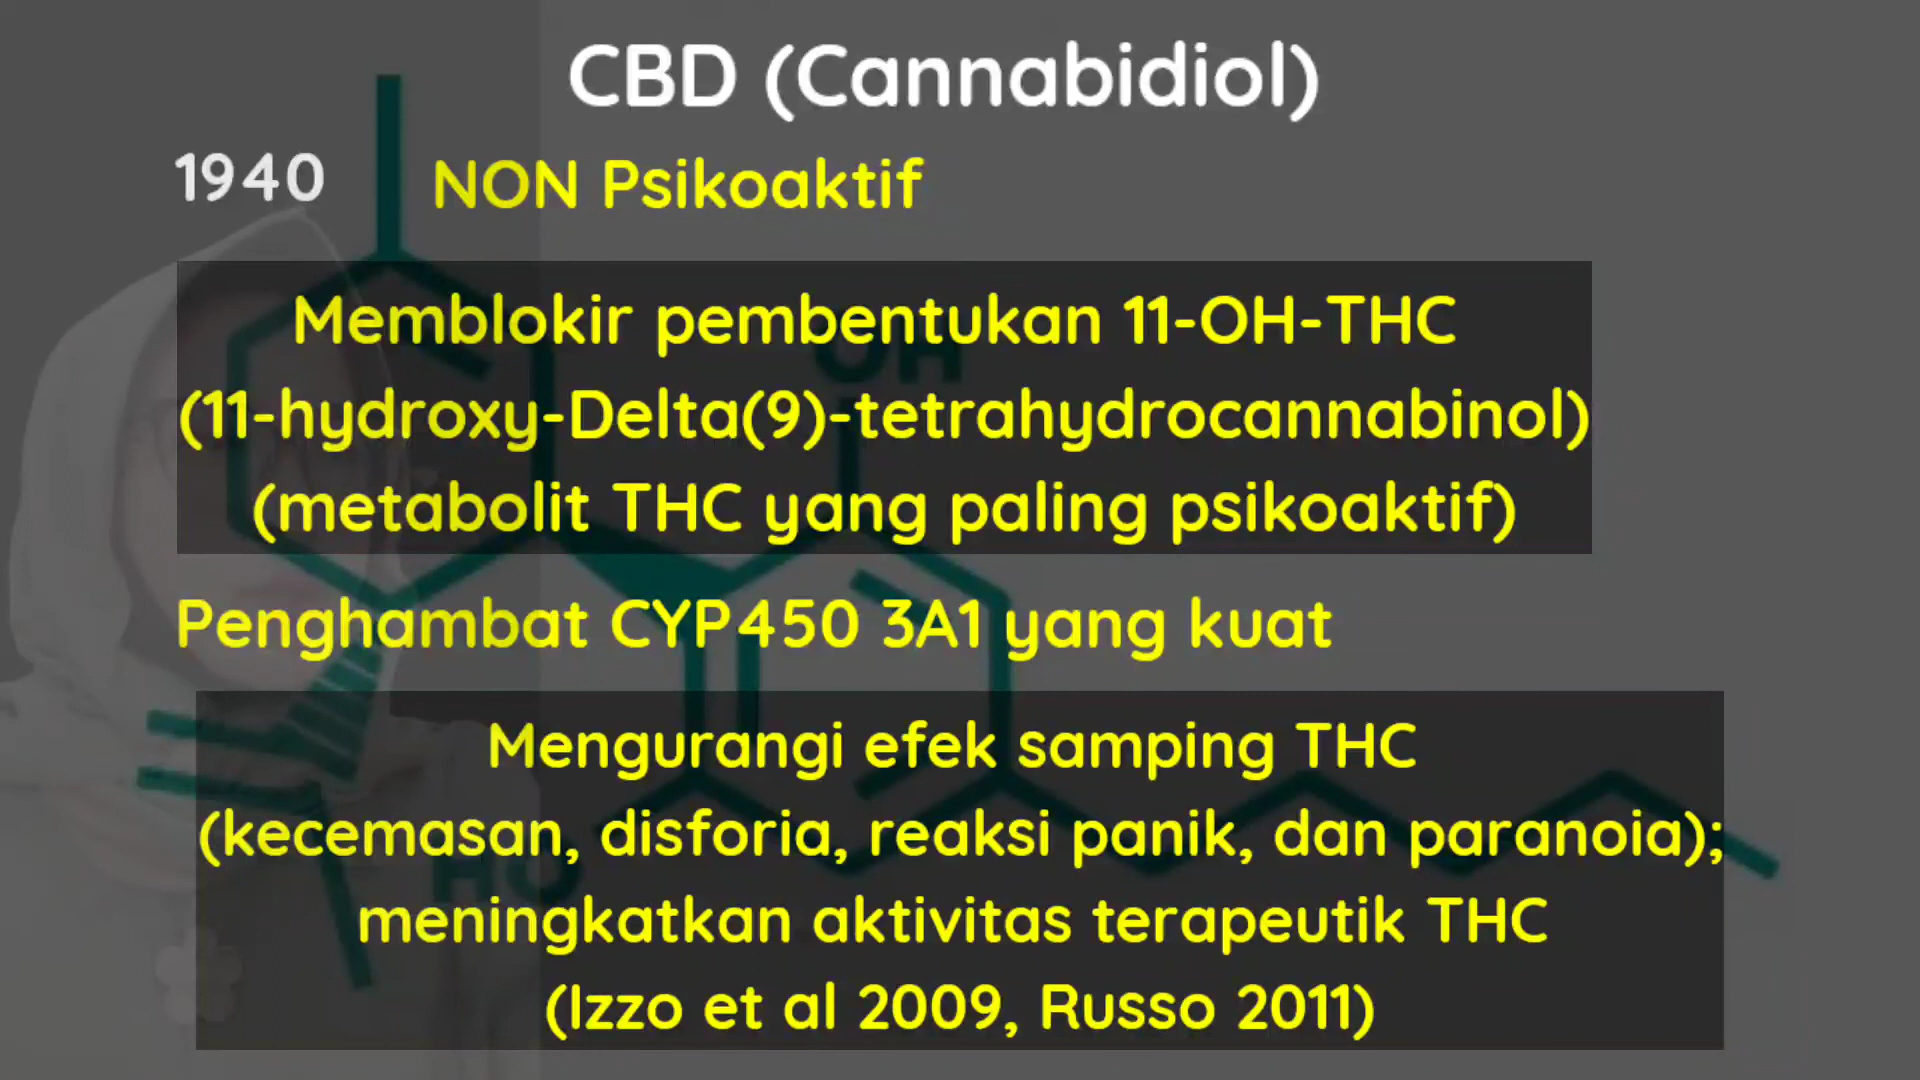 CBD (Cannabidiol)
1940
NON Psikoaktif
Memblokir pembentukan 11-OH-THC
(11-hydroxy-Delta(9)-tetrahydrocannabinol)
(metabolit THC yang paling psikoaktif)
OH
Penghambat CYP450 3A1 yang kuat
Mengurangi efek samping THC
(kecemasan, disforia, reaksi panik, dan paranoia);
HO
meningkatkan aktivitas terapeutik THC
(Izzo et al 2009, Russo 2011)